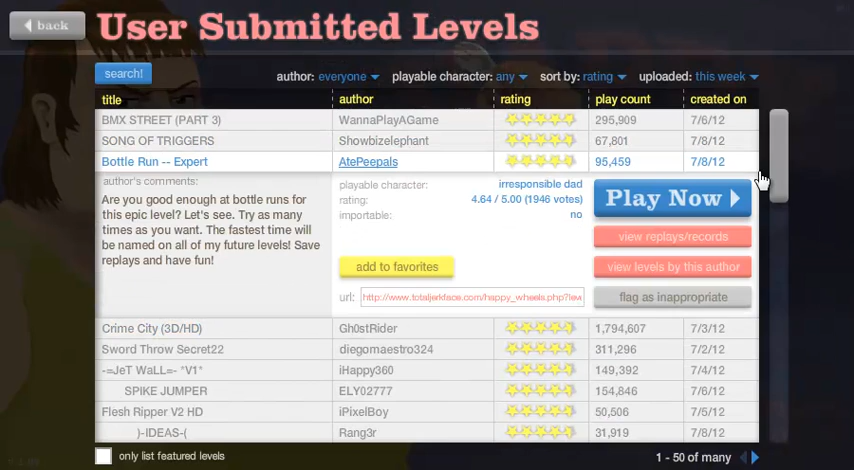 back
User Submitted Levels
search!
author: everyone playable character: any sort by: rating uploaded: this week
title author rating play count created on
BMX STREET (PART 3) WannaPlayAGame 295,909 7/6/12
SONG OF TRIGGERS Showbizelephant 67,801 7/8/12
Bottle Run -- Expert AtePeepals 95,459 7/8/12
author's comments:
Are you good enough at bottle runs for
this epic level? Let's see. Try as many
times as you want. The fastest time will
be named on all of my future levels! Save
replays and have fun!
playable character: irresponsible dad
rating: 4.64 / 5.00 (1946 votes)
importable: no
add to favorites
url: http://www.totaljerkface.com/happy_wheels.php?lev
Play Now
view replays/records
view levels by this author
flag as inappropriate
Crime City (3D/HD) Gh0stRider 1,794,607 7/3/12
Sword Throw Secret22 diegomaestro324 311,296 7/2/12
-=JeT WaLL=- *V1* iHappy360 149,392 7/4/12
SPIKE JUMPER ELY02777 154,846 7/6/12
Flesh Ripper V2 HD iPixelBoy 50,506 7/5/12
)-IDEAS-( Rang3r 31,919 7/8/12
only list featured levels
1 - 50 of many